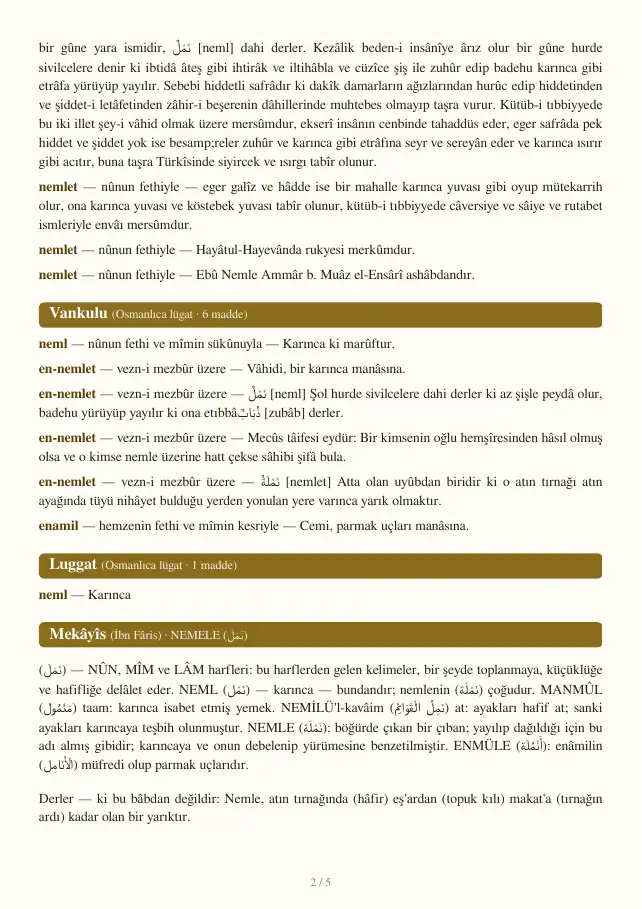 bir gûne yara ismidir, نَمْلٌ [neml] dahi derler. Kezâlik beden-i insânîye ârız olur bir gûne hurde
sivilcelere denir ki ibtidâ âteş gibi ihtirâk ve iltihâbla ve cüzîce şiş ile zuhûr edip badehu karınca gibi
etrâfa yürüyüp yayılır. Sebebi hiddetli safrâdır ki dakîk damarların ağızlarından hurûc edip hiddetinden
ve şiddet-i letâfetinden zâhir-i beşerenin dâhillerinde muhtebes olmayıp taşra vurur. Kütüb-i tıbbiyyede
bu iki illet şey-i vâhid olmak üzere mersûmdur, ekserî insânın cenbinde tahaddüs eder, eger safrâda pek
hiddet ve şiddet yok ise besamp;reler zuhûr ve karınca gibi etrafına seyr ve sereyân eder ve karınca ısırır
gibi acıtır, buna taşra Türkîsinde siyircek ve ısırgı tabîr olunur.
nemlet — nûnun fethiyle — eger galîz ve hâdde ise bir mahalle karınca yuvası gibi oyup mütekarrih
olur, ona karınca yuvası ve köstebek yuvası tabîr olunur, kütüb-i tıbbiyyede câversiye ve sâiye ve rutabet
ismleriyle envâı mersûmdur.
nemlet — nûnun fethiyle — Hayâtul-Hayevânda rukyesi merkûmdur.
nemlet — nûnun fethiyle — Ebû Nemle Ammâr b. Muâz el-Ensârî ashâbdandır.
Vankulu (Osmanlıca lügat · 6 madde)
neml — nûnun fethi ve mîmin sükûnuyla — Karınca ki marûftur.
en-nemlet — vezn-i mezbûr üzere — Vâhidi, bir karınca manâsına.
en-nemlet — vezn-i mezbûr üzere — نَمْلٌ [neml] Şol hurde sivilcelere dahi derler ki az şişle peydâ olur,
badehu yürüyüp yayılır ki ona etıbbâ ذُبَابٌ [zubâb] derler.
en-nemlet — vezn-i mezbûr üzere — Mecûs tâifesi eydür: Bir kimsenin oğlu hemşîresinden hâsıl olmuş
olsa ve o kimse nemle üzerine hatt çekse sâhibi şifâ bula.
en-nemlet — vezn-i mezbûr üzere — نَمْلَةٌ [nemlet] Atta olan uyûbdan biridir ki o atın tırnağı atın
ayağında tüyü nihâyet bulduğu yerden yonulan yere varınca yarık olmaktır.
enamil — hemzenin fethi ve mîmin kesriyle — Cemi, parmak uçları manâsına.
Luggat (Osmanlıca lügat · 1 madde)
neml — Karınca
Mekâyîs (İbn Fâris) · NEMELE (نَمَلَ)
(نَمَلَ) — NÛN, MÎM ve LÂM harfleri: bu harflerden gelen kelimeler, bir şeyde toplanmaya, küçüklüğe
ve hafifliğe delâlet eder. NEML (نَمْل) — karınca — bundandır; nemlenin (نَمْلَة) çoğudur. MANMÛL
(مَنْمُول) taam: karınca isabet etmiş yemek. NEMİLÜ'l-kavâim (نَمِلُ الْقَوَائِمِ) at: ayakları hafif at; sanki
ayakları karıncaya teşbih olunmuştur. NEMLE (نَمْلَة): böğürde çıkan bir çıban; yayılıp dağıldığı için bu
adı almış gibidir; karıncaya ve onun debelenip yürümesine benzetilmiştir. ENMÜLE (أَنْمُلَة): enâmilin
(الْأَنَامِل) müfredi olup parmak uçlarıdır.
Derler — ki bu bâbdan değildir: Nemle, atın tırnağında (hâfir) eş'ardan (topuk kılı) makat'a (tırnağın
ardı) kadar olan bir yarıktır.
2 / 5